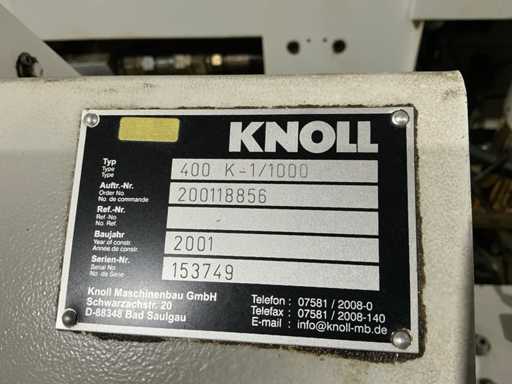 KNOLL
Typ
Type
Type
400 K-1/1000
Auftr.-Nr.
Order No.
No. de commande
200118856
Ref.-Nr.
Ref.-No
No. Ref.
Baujahr
Year of constr.
Année de constr.
2001
Serien-Nr.
Serial No
No. de Serie
153749
Knoll Maschinenbau GmbH
Schwarzachstr. 20
D-88348 Bad Saulgau
Telefon : 07581 / 2008-0
Telefax : 07581 / 2008-140
E-mail : info@knoll-mb.de